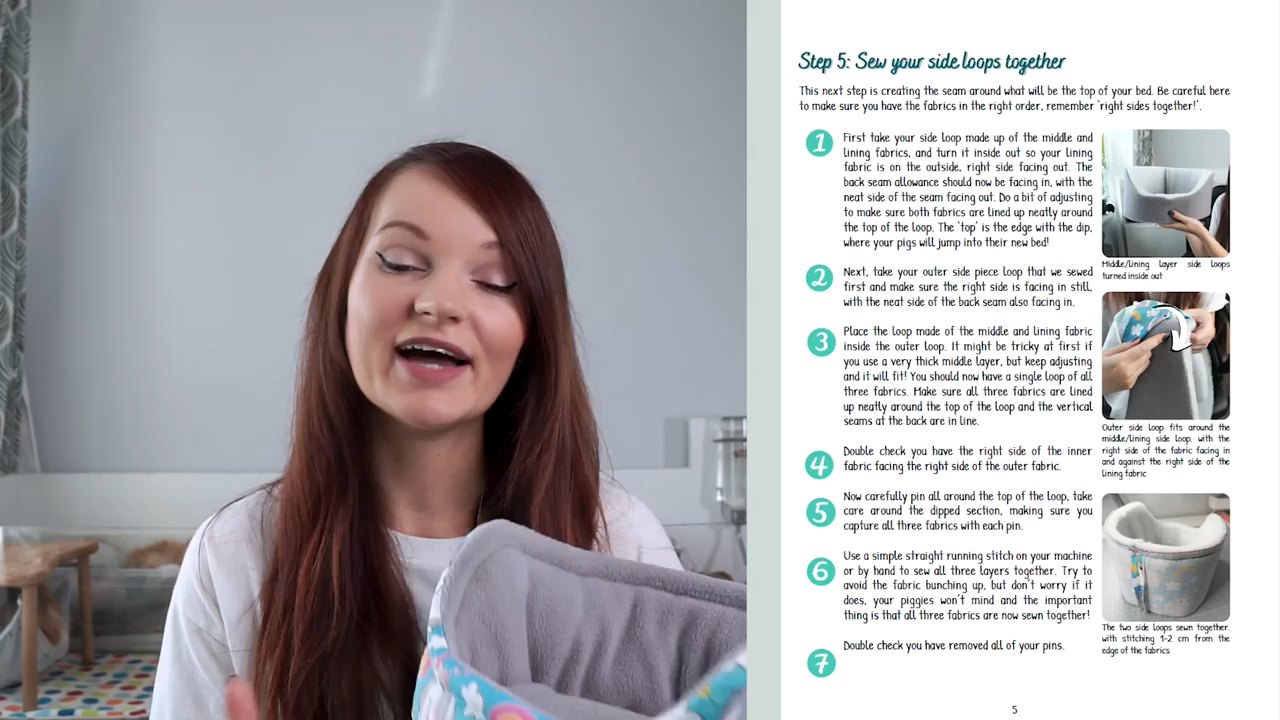 Step 5: Sew your side loops together
This next step is creating the seam around what will be the top of your bed. Be careful here
to make sure you have the fabrics in the right order, remember 'right sides together!'.
1
First take your side loop made up of the middle and
lining fabrics, and turn it inside out so your lining
fabric is on the outside, right side facing out. The
back seam allowance should now be facing in, with the
neat side of the seam facing out. Do a bit of adjusting
to make sure both fabrics are lined up neatly around
the top of the loop. The 'top' is the edge with the dip,
where your pigs will jump into their new bed!
Middle/lining layer side loops
turned inside out
2
Next, take your outer side piece loop that we sewed
first and make sure the right side is facing in still,
with the neat side of the back seam also facing in.
3
Place the loop made of the middle and lining fabric
inside the outer loop. It might be tricky at first if
you use a very thick middle layer, but keep adjusting
and it will fit! You should now have a single loop of all
three fabrics. Make sure all three fabrics are lined
up neatly around the top of the loop and the vertical
seams at the back are in line.
Outer side loop fits around the
middle/lining side loop. with the
right side of the fabric facing in
and against the right side of the
lining fabric
4
Double check you have the right side of the inner
fabric facing the right side of the outer fabric.
5
Now carefully pin all around the top of the loop, take
care around the dipped section, making sure you
capture all three fabrics with each pin.
6
Use a simple straight running stitch on your machine
or by hand to sew all three layers together. Try to
avoid the fabric bunching up, but don't worry if it
does, your piggies won't mind and the important
thing is that all three fabrics are now sewn together!
The two side loops sewn together.
with stitching 1-2 cm from the
edge of the fabrics
7
Double check you have removed all of your pins.
5